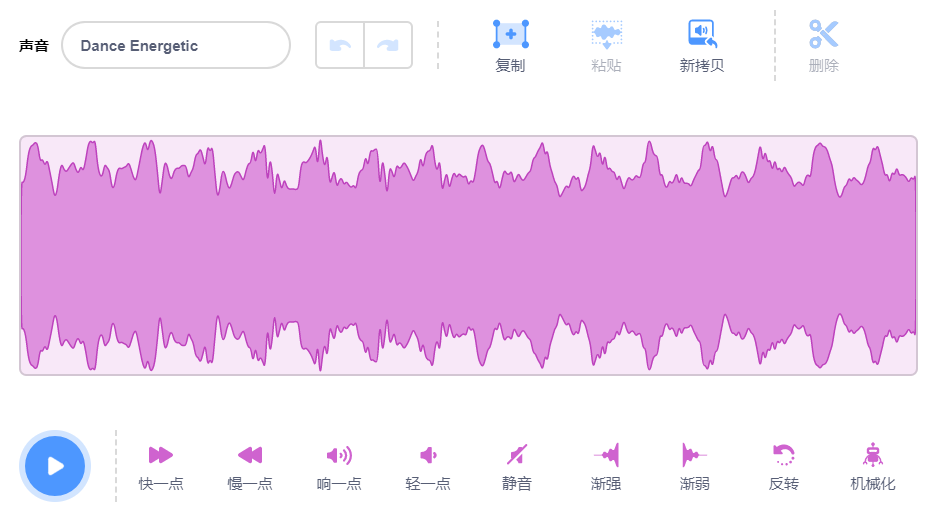 声音 Dance Energetic
复制 粘贴 新拷贝 删除
快一点 慢一点 响一点 轻一点 静音 渐强 渐弱 反转 机械化